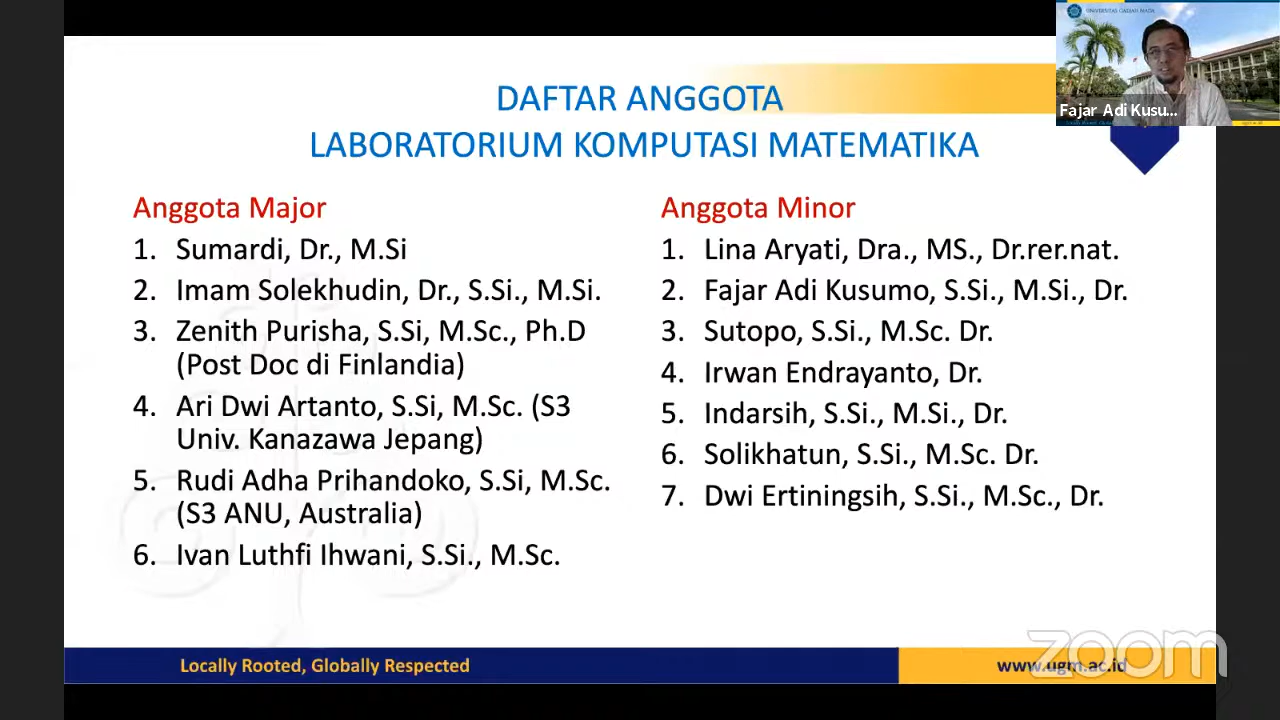 UNIVERSITAS GADJAH MADA
Fajar Adi Kusu...
DAFTAR ANGGOTA
LABORATORIUM KOMPUTASI MATEMATIKA
Anggota Major
1. Sumardi, Dr., M.Si
2. Imam Solekhudin, Dr., S.Si., M.Si.
3. Zenith Purisha, S.Si, M.Sc., Ph.D
(Post Doc di Finlandia)
4. Ari Dwi Artanto, S.Si, M.Sc. (S3
Univ. Kanazawa Jepang)
5. Rudi Adha Prihandoko, S.Si, M.Sc.
(S3 ANU, Australia)
6. Ivan Luthfi Ihwani, S.Si., M.Sc.
Anggota Minor
1. Lina Aryati, Dra., MS., Dr.rer.nat.
2. Fajar Adi Kusumo, S.Si., M.Si., Dr.
3. Sutopo, S.Si., M.Sc. Dr.
4. Irwan Endrayanto, Dr.
5. Indarsih, S.Si., M.Si., Dr.
6. Solikhatun, S.Si., M.Sc. Dr.
7. Dwi Ertiningsih, S.Si., M.Sc., Dr.
Locally Rooted, Globally Respected
www.ugm.ac.id
zoom